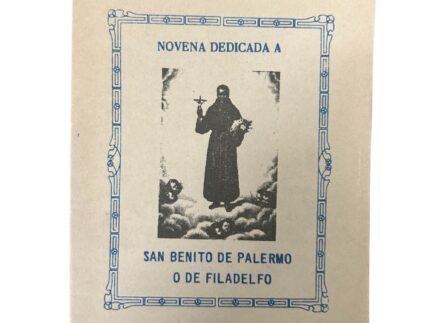 NOVENA DEDICADA A
SAN BENITO DE PALERMO
O DE FILADELFO